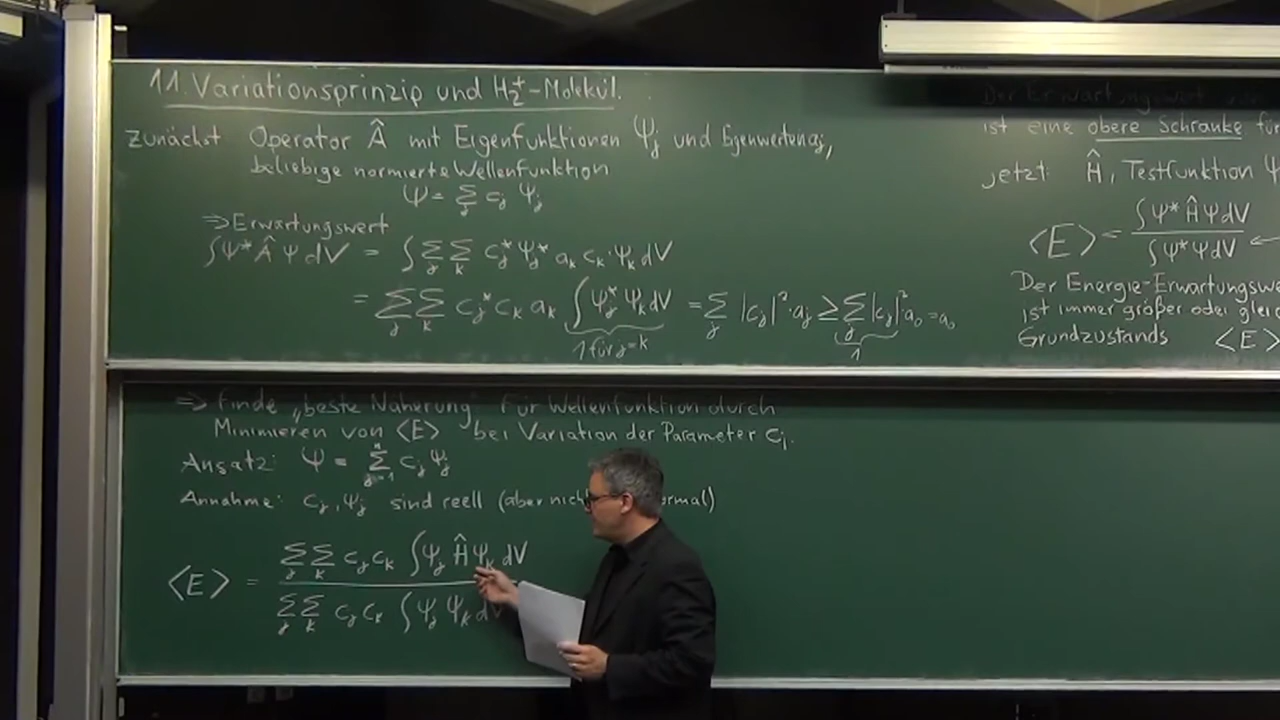 11. Variationsprinzip und H₂⁺-Molekül.
zunächst Operator Â mit Eigenfunktionen Ψⱼ und Eigenwerten aⱼ,
beliebige normierte Wellenfunktion
Ψ = Σⱼ cⱼ Ψⱼ
⇒ Erwartungswert
∫Ψ* Â Ψ dV = ∫ Σⱼ Σₖ cⱼ* Ψⱼ* aₖ cₖ · Ψₖ dV
= Σⱼ Σₖ cⱼ* cₖ aₖ ∫ Ψⱼ* Ψₖ dV = Σⱼ |cⱼ|² · aⱼ ≥ Σⱼ |cⱼ|² · a₀ = a₀
1 für j=k 1
Der Erwartungswert
ist eine obere Schranke für
jetzt: Ĥ, Testfunktion Ψ
⟨E⟩ = ∫Ψ* Ĥ Ψ dV / ∫Ψ* Ψ dV ←
Der Energie-Erwartungswe
ist immer größer oder glei
Grundzustands ⟨E⟩
⇒ Finde „beste Näherung" für Wellenfunktion durch
Minimieren von ⟨E⟩ bei Variation der Parameter cⱼ.
Ansatz: Ψ = Σⱼ₌₁ⁿ cⱼ Ψⱼ
Annahme: cⱼ, Ψⱼ sind reell (aber nich ormal)
⟨E⟩ = Σⱼ Σₖ cⱼ cₖ ∫Ψⱼ Ĥ Ψₖ dV / Σⱼ Σₖ cⱼ cₖ ∫Ψⱼ Ψₖ dV